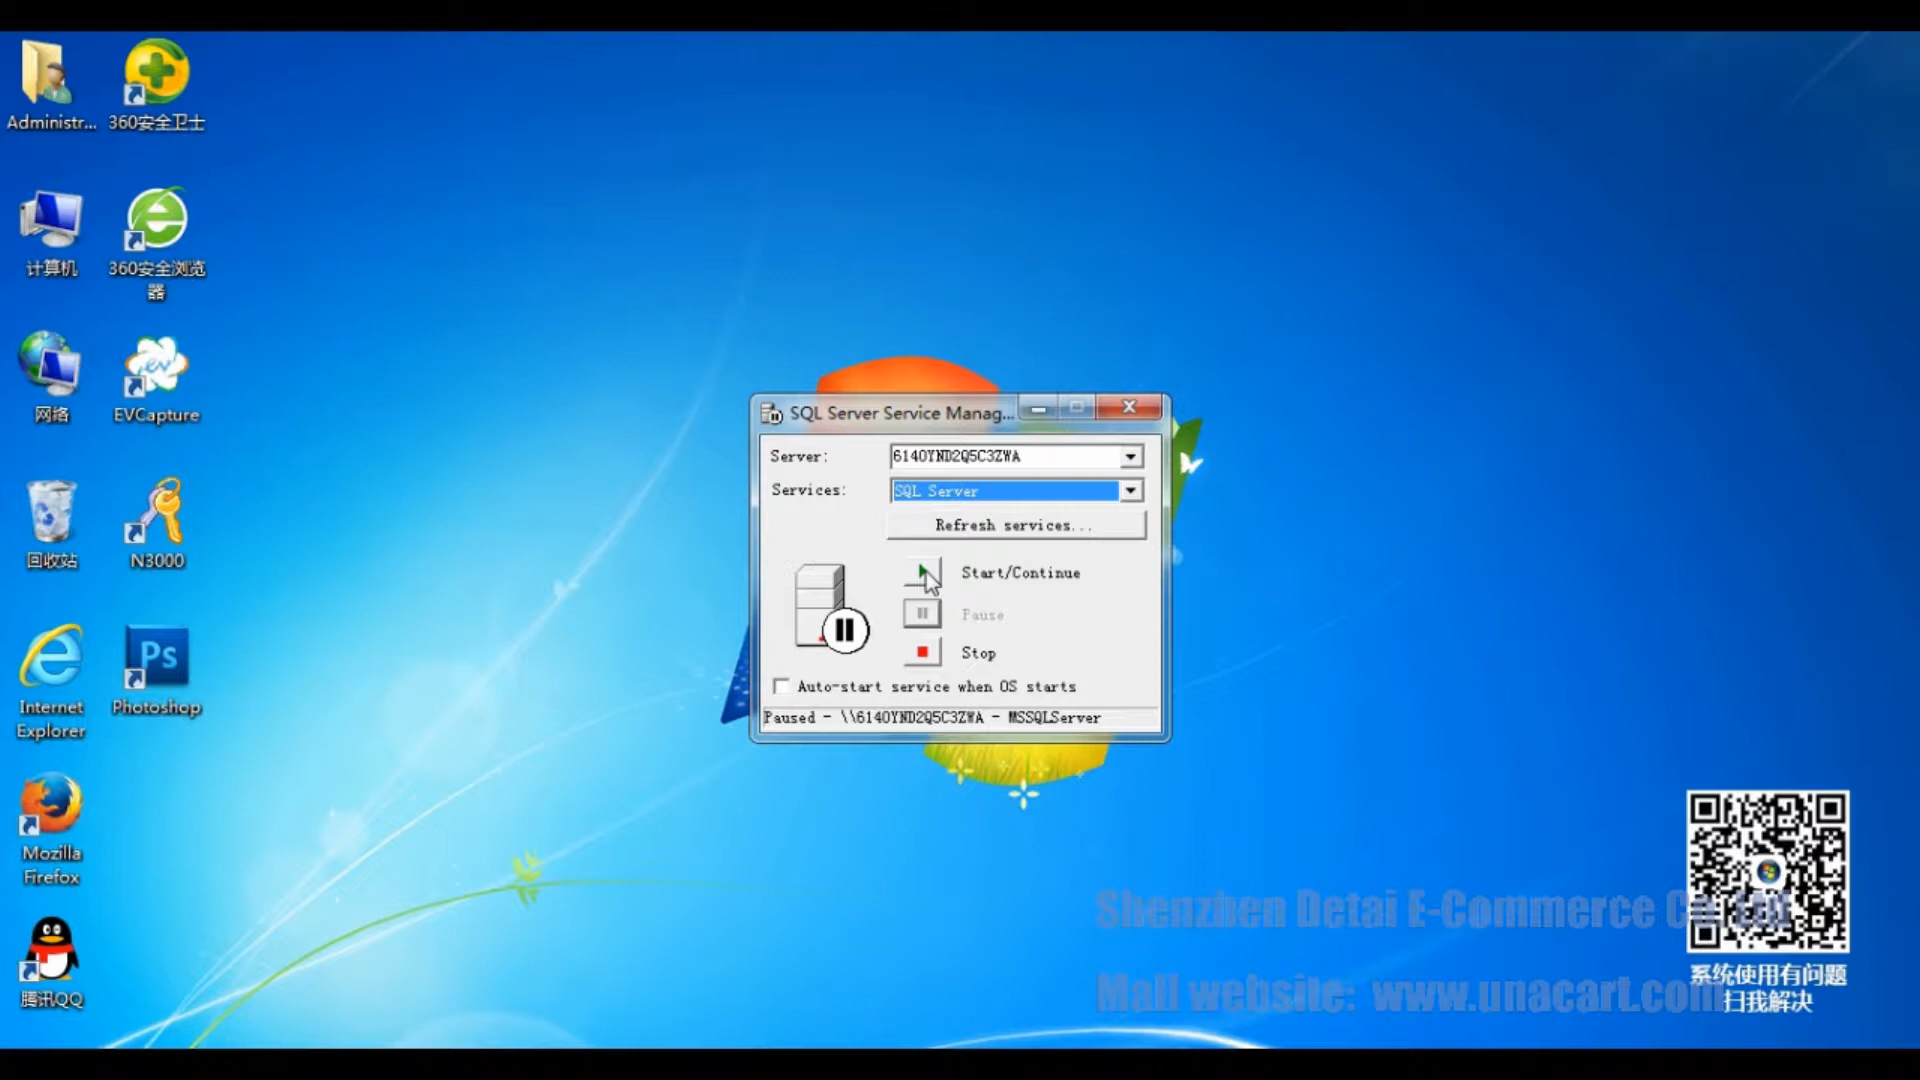 Administr...
360安全卫士
计算机
360安全浏览
器
网络
EVCapture
回收站
N3000
Internet
Explorer
Ps
Photoshop
Mozilla
Firefox
腾讯QQ
SQL Server Service Manag...
Server:
6140YND2Q5C3ZWA
Services:
SQL Server
Refresh services...
Start/Continue
Pause
Stop
Auto-start service when OS starts
Paused - \\6140YND2Q5C3ZWA - MSSQLServer
Shenzhen Detai E-Commerce Co.,Ltd
Mall website: www.unacart.com
系统使用有问题
扫我解决